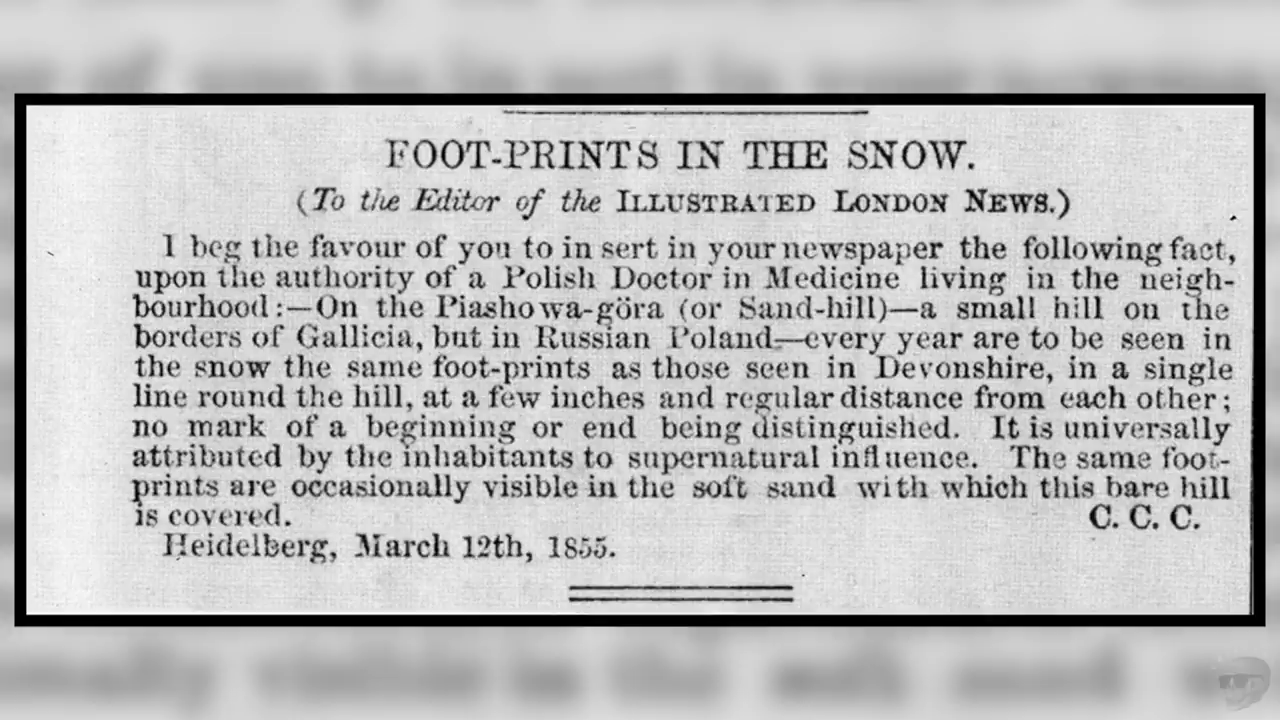 FOOT-PRINTS IN THE SNOW.
(To the Editor of the ILLUSTRATED LONDON NEWS.)
I beg the favour of you to in sert in your newspaper the following fact,
upon the authority of a Polish Doctor in Medicine living in the neigh-
bourhood:—On the Piashowa-göra (or Sand-hill)—a small hill on the
borders of Gallicia, but in Russian Poland—every year are to be seen in
the snow the same foot-prints as those seen in Devonshire, in a single
line round the hill, at a few inches and regular distance from each other;
no mark of a beginning or end being distinguished. It is universally
attributed by the inhabitants to supernatural influence. The same foot-
prints are occasionally visible in the soft sand with which this bare hill
is covered. C. C. C.
Heidelberg, March 12th, 1855.